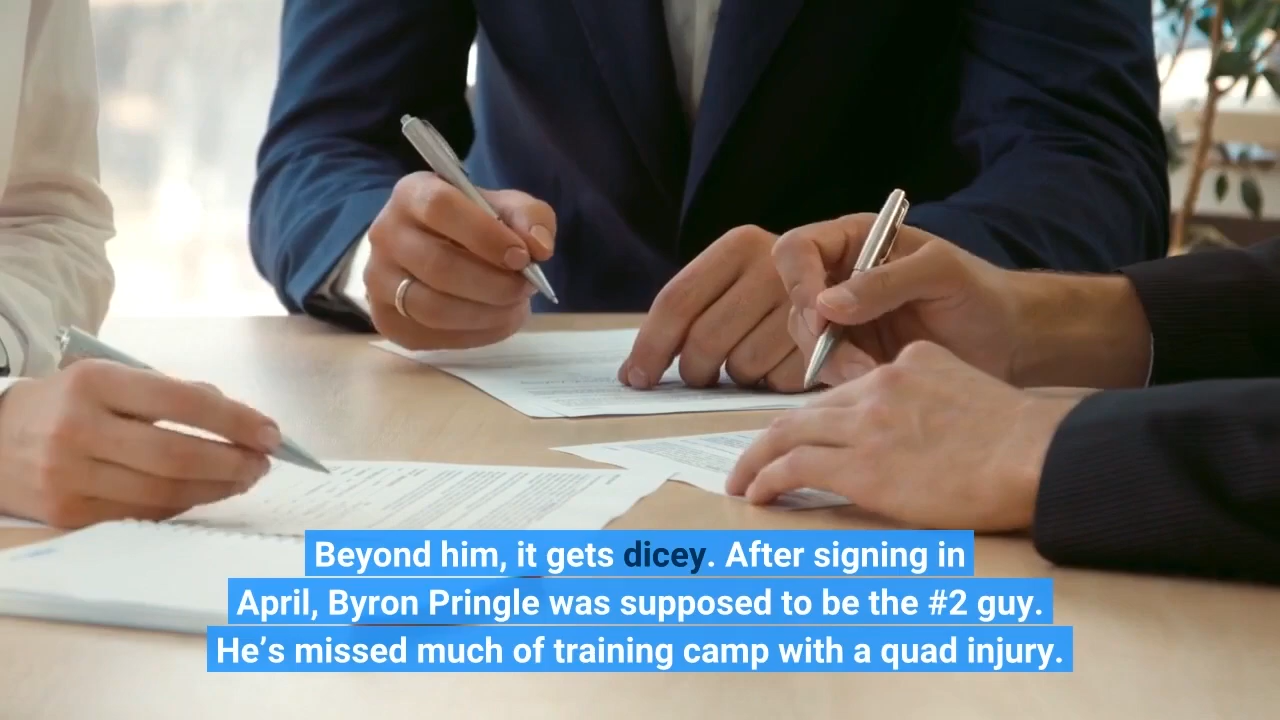 Beyond him, it gets dicey. After signing in
April, Byron Pringle was supposed to be the #2 guy.
He’s missed much of training camp with a quad injury.